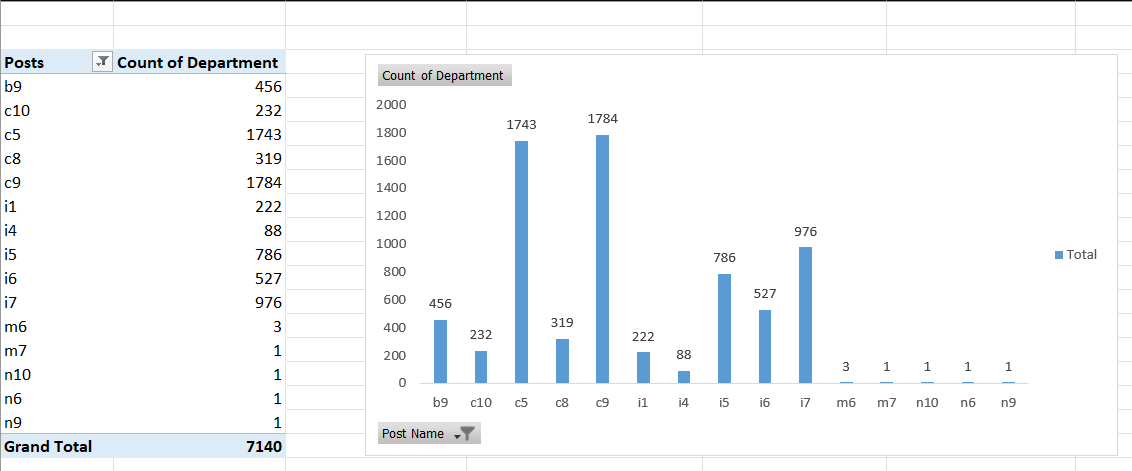 Posts Count of Department
b9 456
c10 232
c5 1743
c8 319
c9 1784
i1 222
i4 88
i5 786
i6 527
i7 976
m6 3
m7 1
n10 1
n6 1
n9 1
Grand Total 7140
Count of Department
2000
1800
1600
1400
1200
1000
800
600
400
200
0
456
232
1743
319
1784
222
88
786
527
976
3
1
1
1
1
b9 c10 c5 c8 c9 i1 i4 i5 i6 i7 m6 m7 n10 n6 n9
Total
Post Name